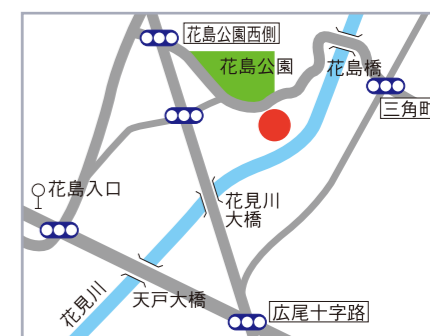 花島公園西側
花島公園
花島橋
三角町
花島入口
花見川
大橋
花見川
天戸大橋
広尾十字路